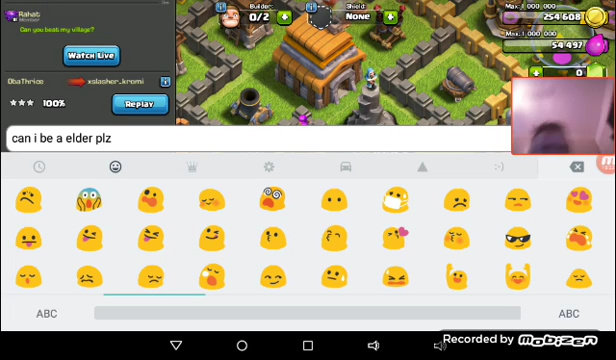 Rahat
Member
Can you beat my village?
Watch Live
ObaThrios
xslasher_kromi
100%
Replay
Builder:
0/2
Shield:
None
Max: 1 000 000
254 608
Max: 1 000 000
54 497
0
can i be a elder plz
:-)
ABC
ABC
Recorded by Mobizen